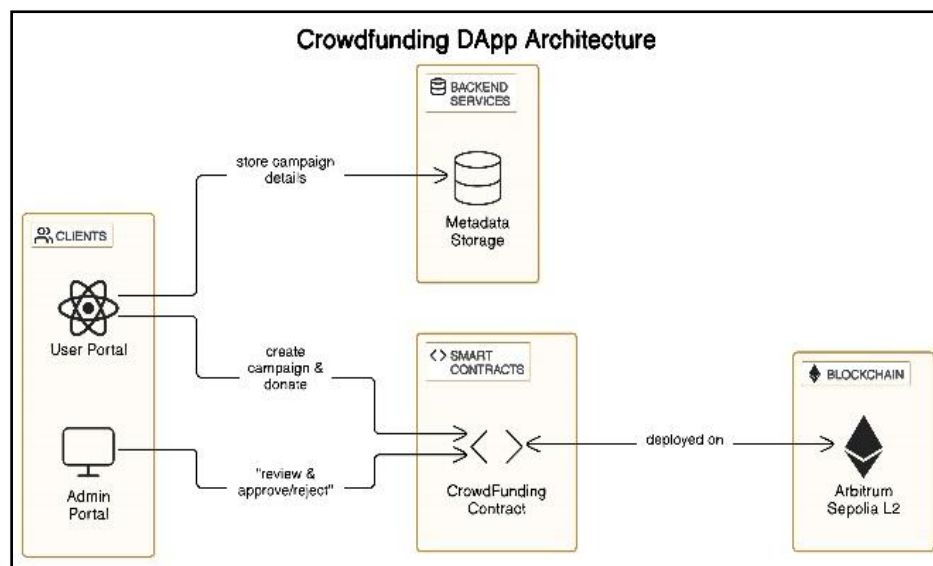 Crowdfunding DApp Architecture
BACKEND
SERVICES
store campaign
details
Metadata
Storage
CLIENTS
User Portal
create
campaign &
donate
SMART
CONTRACTS
BLOCKCHAIN
deployed on
"review &
approve/reject"
Admin
Portal
CrowdFunding
Contract
Arbitrum
Sepolia L2